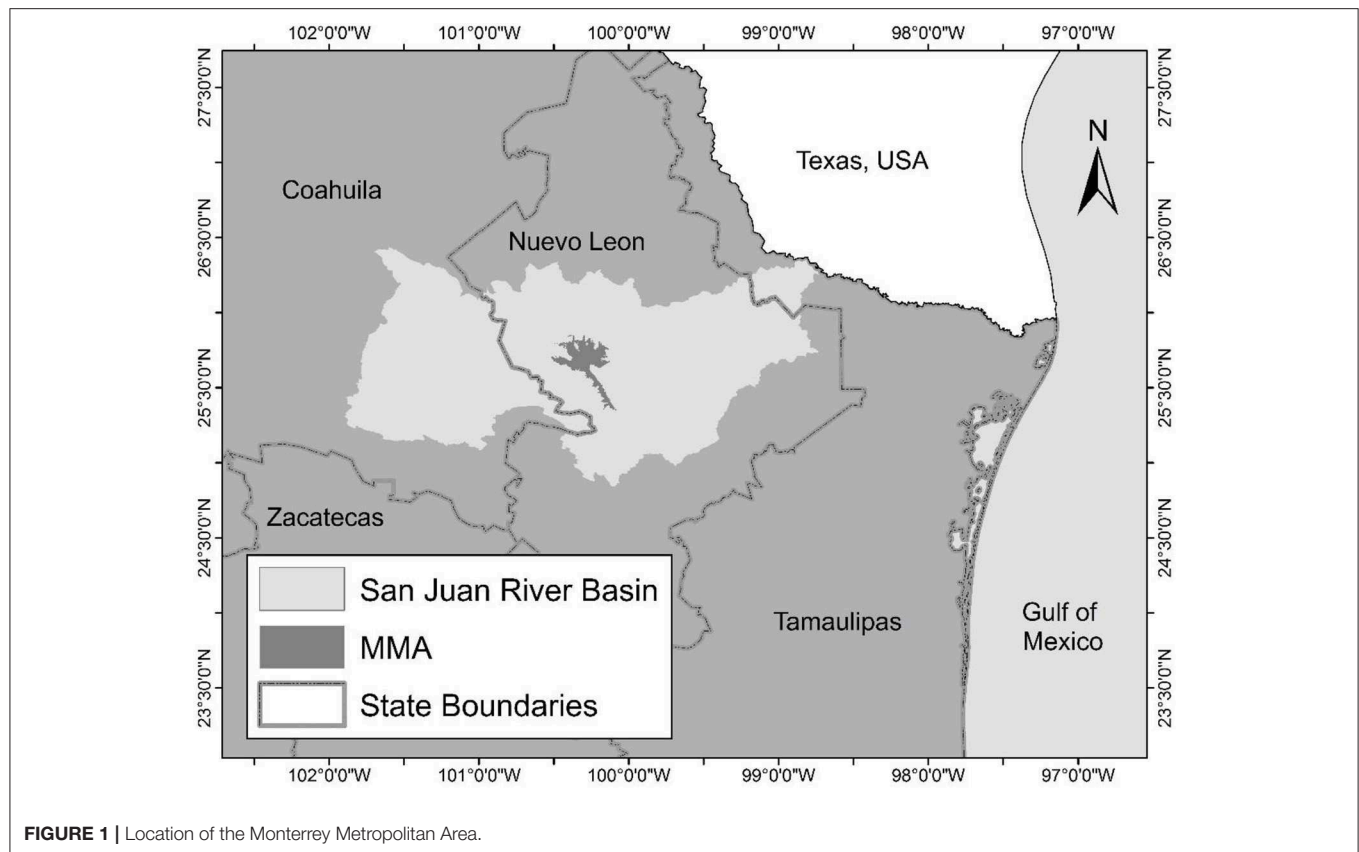 102°0'0"W 101°0'0"W 100°0'0"W 99°0'0"W 98°0'0"W 97°0'0"W
27°30'0"N
26°30'0"N
25°30'0"N
24°30'0"N
23°30'0"N
27°30'0"N
26°30'0"N
25°30'0"N
24°30'0"N
23°30'0"N
Texas, USA
N
Coahuila
Nuevo Leon
Zacatecas
Tamaulipas
Gulf of
Mexico
San Juan River Basin
MMA
State Boundaries
102°0'0"W 101°0'0"W 100°0'0"W 99°0'0"W 98°0'0"W 97°0'0"W
FIGURE 1 | Location of the Monterrey Metropolitan Area.